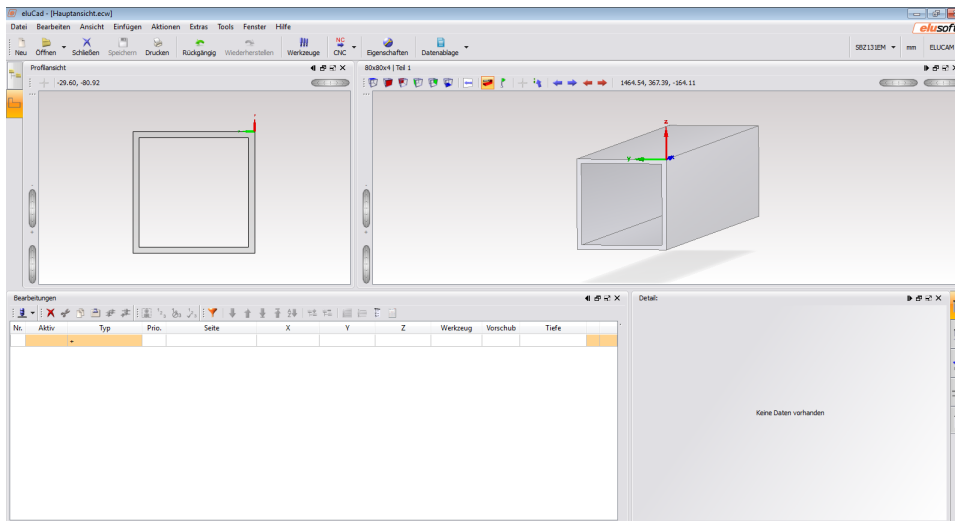 eluCad - [Hauptansicht.ecw]
Datei Bearbeiten Ansicht Einfügen Aktionen Extras Tools Fenster Hilfe
elusoft
Neu Öffnen Schließen Speichern Drucken Rückgängig Wiederherstellen Werkzeuge CNC Eigenschaften Datenablage SBZ131EM mm ELUCAM
NC
Profilansicht 80x80x4 | Teil 1
-29.60, -80.92 1464.54, 367.39, -164.11
Z
Y
Bearbeitungen Detail:
Nr. Aktiv Typ Prio. Seite X Y Z Werkzeug Vorschub Tiefe
Keine Daten vorhanden